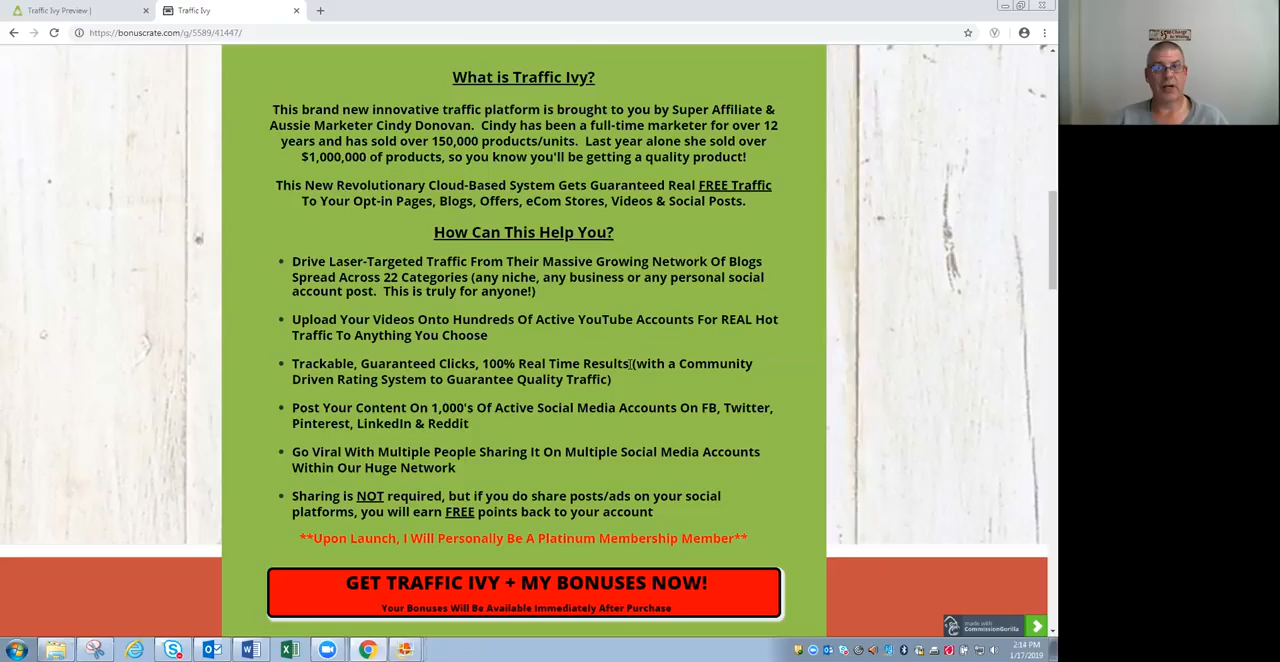 Traffic Ivy Preview |
Traffic Ivy
https://bonuscrate.com/g/5589/41447/
What is Traffic Ivy?
This brand new innovative traffic platform is brought to you by Super Affiliate &
Aussie Marketer Cindy Donovan. Cindy has been a full-time marketer for over 12
years and has sold over 150,000 products/units. Last year alone she sold over
$1,000,000 of products, so you know you'll be getting a quality product!
This New Revolutionary Cloud-Based System Gets Guaranteed Real FREE Traffic
To Your Opt-in Pages, Blogs, Offers, eCom Stores, Videos & Social Posts.
How Can This Help You?
• Drive Laser-Targeted Traffic From Their Massive Growing Network Of Blogs
Spread Across 22 Categories (any niche, any business or any personal social
account post. This is truly for anyone!)
• Upload Your Videos Onto Hundreds Of Active YouTube Accounts For REAL Hot
Traffic To Anything You Choose
• Trackable, Guaranteed Clicks, 100% Real Time Results (with a Community
Driven Rating System to Guarantee Quality Traffic)
• Post Your Content On 1,000's Of Active Social Media Accounts On FB, Twitter,
Pinterest, LinkedIn & Reddit
• Go Viral With Multiple People Sharing It On Multiple Social Media Accounts
Within Our Huge Network
• Sharing is NOT required, but if you do share posts/ads on your social
platforms, you will earn FREE points back to your account
**Upon Launch, I Will Personally Be A Platinum Membership Member**
GET TRAFFIC IVY + MY BONUSES NOW!
Your Bonuses Will Be Available Immediately After Purchase
made with
CommissionGorilla
2:14 PM
1/17/2019